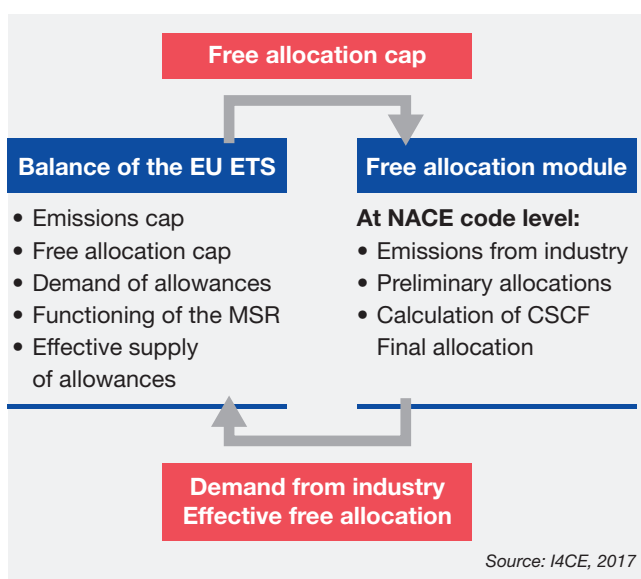 Free allocation cap
Balance of the EU ETS
• Emissions cap
• Free allocation cap
• Demand of allowances
• Functioning of the MSR
• Effective supply
of allowances
Free allocation module
At NACE code level:
• Emissions from industry
• Preliminary allocations
• Calculation of CSCF
Final allocation
Demand from industry
Effective free allocation
Source: I4CE, 2017